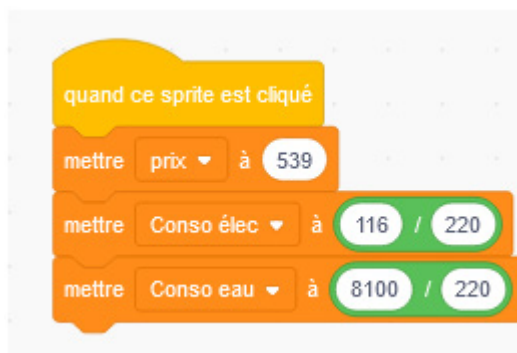 quand ce sprite est cliqué
mettre prix à 539
mettre Conso élec à 116 / 220
mettre Conso eau à 8100 / 220